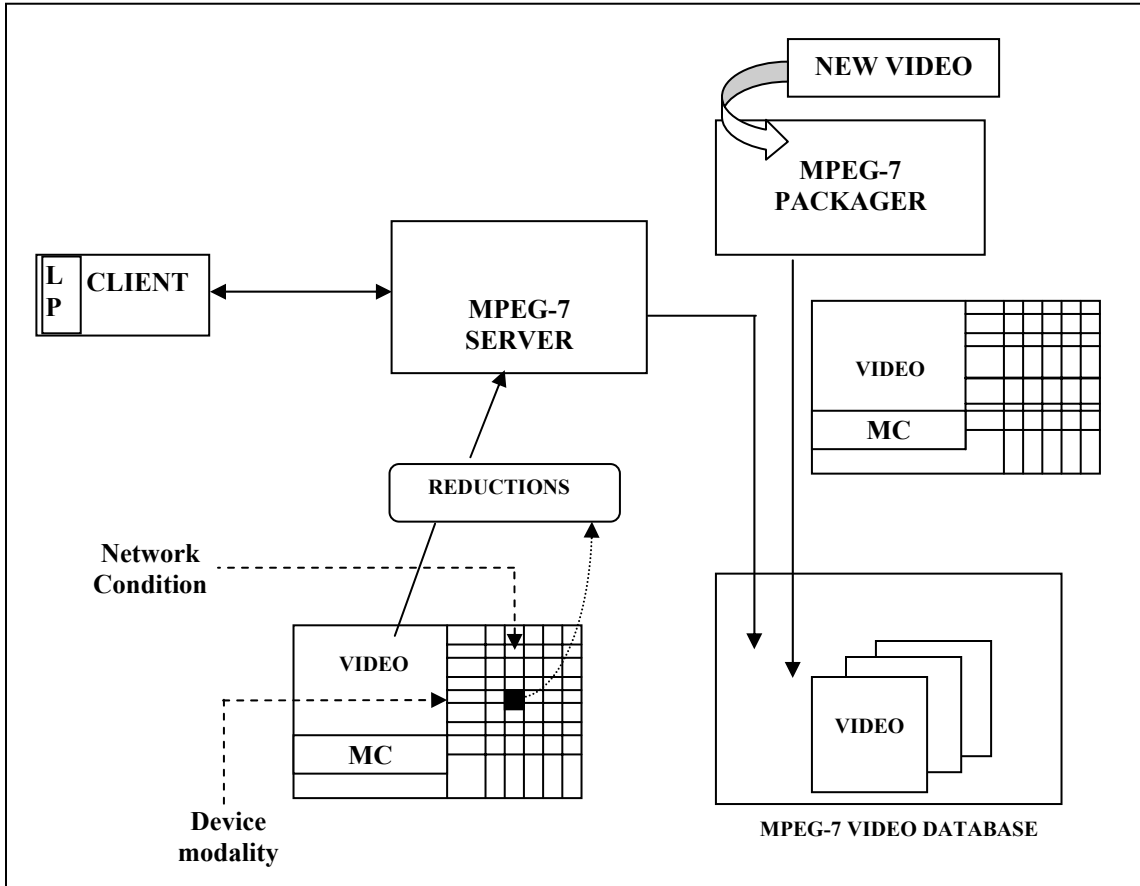 NEW VIDEO
MPEG-7
PACKAGER
L
P
CLIENT
MPEG-7
SERVER
VIDEO
MC
REDUCTIONS
Network
Condition
VIDEO
MC
Device
modality
VIDEO
MPEG-7 VIDEO DATABASE